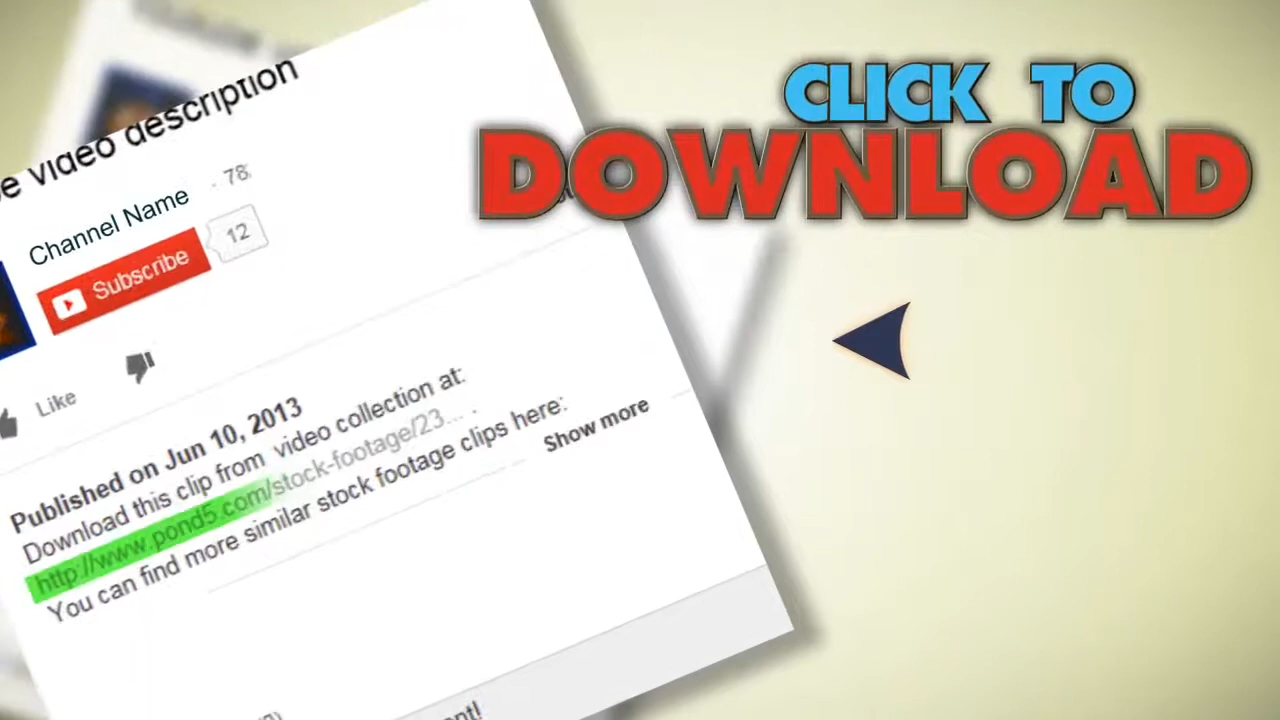 CLICK TO
DOWNLOAD
video description
Channel Name
78
Subscribe
12
Like
Published on Jun 10, 2013
Download this clip from video collection at:
http://www.pond5.com/stock-footage/23...
You can find more similar stock footage clips here:
Show more